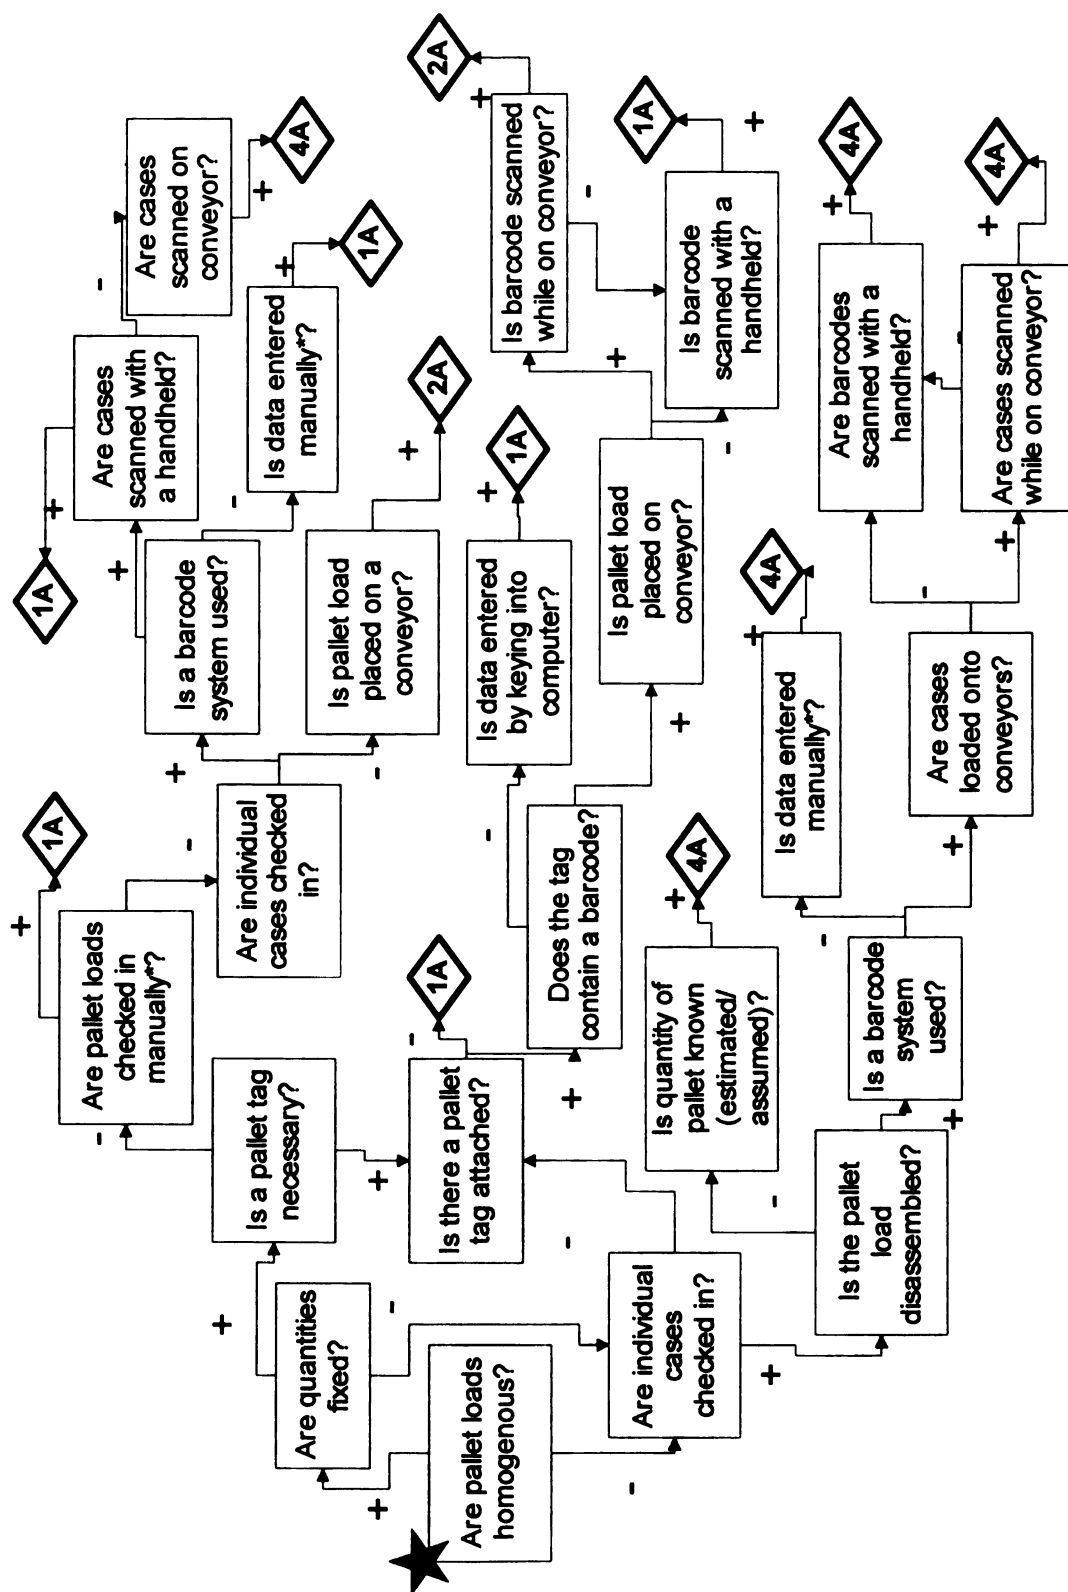 Are pallet loads
homogenous?
+
-
Are quantities
fixed?
+
-
Are individual
cases
checked in?
-
+
Is a pallet tag
necessary?
-
+
Is there a pallet
tag attached?
-
+
1A
Is the pallet
load
disassembled?
-
+
Are pallet loads
checked in
manually*?
+
-
1A
Are individual
cases checked
in?
+
-
Does the tag
contain a barcode?
-
+
Is quantity of
pallet known
(estimated/
assumed)?
+
4A
Is a barcode
system
used?
-
+
Is a barcode
system used?
+
-
Is pallet load
placed on a
conveyor?
+
2A
Is data entered
by keying into
computer?
+
1A
Is pallet load
placed on
conveyor?
+
-
Is data entered
manually*?
+
4A
Are cases
loaded onto
conveyors?
-
+
Are cases
scanned with
a handheld?
+
-
1A
Is data entered
manually*?
+
1A
Are cases
scanned on
conveyor?
+
4A
Is barcode scanned
while on conveyor?
+
-
2A
Is barcode
scanned with a
handheld?
+
1A
Are barcodes
scanned with a
handheld?
+
4A
Are cases scanned
while on conveyor?
-
+
4A